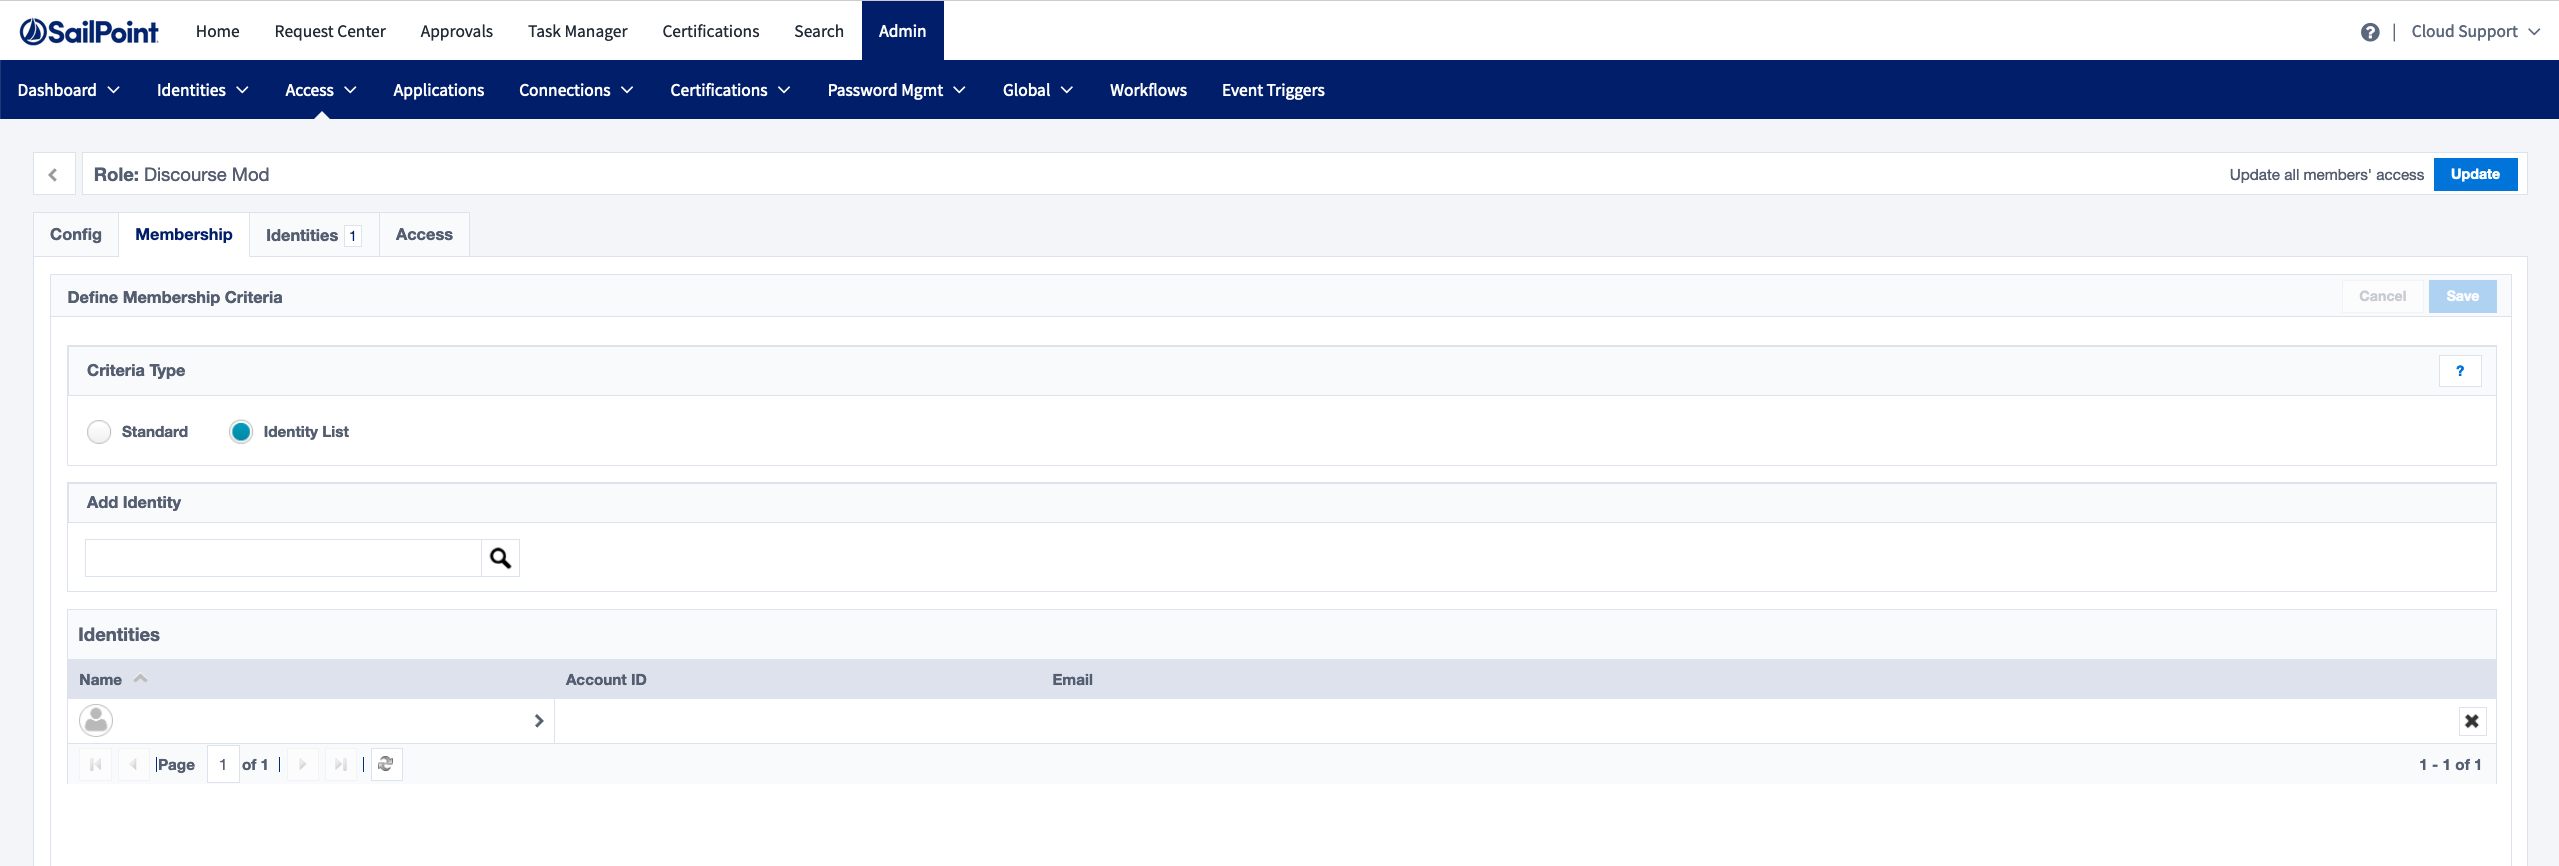 SailPoint Home Request Center Approvals Task Manager Certifications Search Admin ? | Cloud Support
Dashboard Identities Access Applications Connections Certifications Password Mgmt Global Workflows Event Triggers
Role: Discourse Mod Update all members' access Update
Config Membership Identities 1 Access
Define Membership Criteria Cancel Save
Criteria Type ?
Standard Identity List
Add Identity
Identities
Name Account ID Email
|Page 1 of 1 | | 1 - 1 of 1